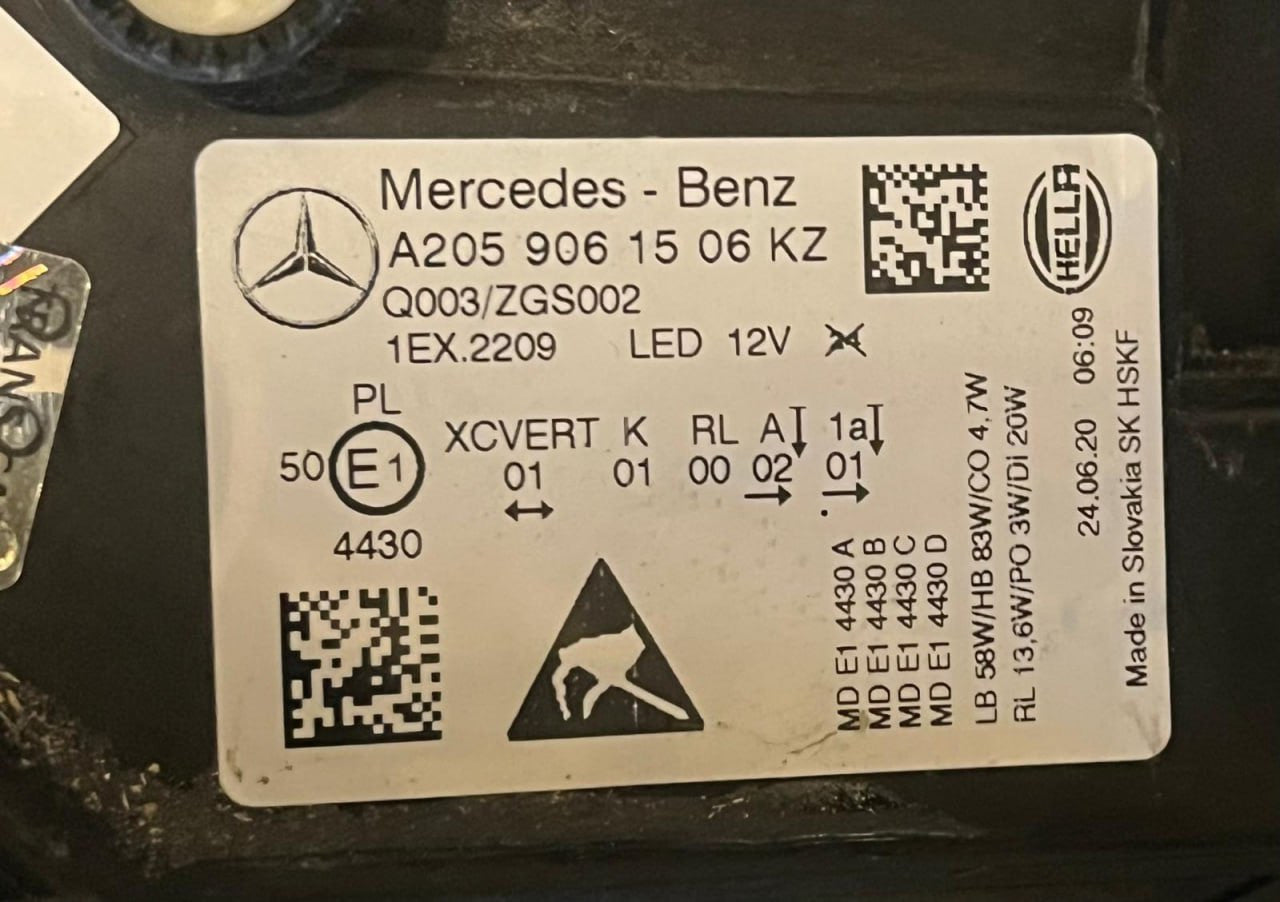 Mercedes - Benz
A205 906 15 06 KZ
Q003/ZGS002
1EX.2209 LED 12V
PL
50 E1
4430
XCVERT K RL A 1a
01 01 00 02 .01
MD E1 4430 A
MD E1 4430 B
MD E1 4430 C
MD E1 4430 D
LB 58W/HB 83W/CO 4,7W
RL 13,6W/PO 3W/Di 20W
HELLA
24.06.20 06:09
Made in Slovakia SK HSKF